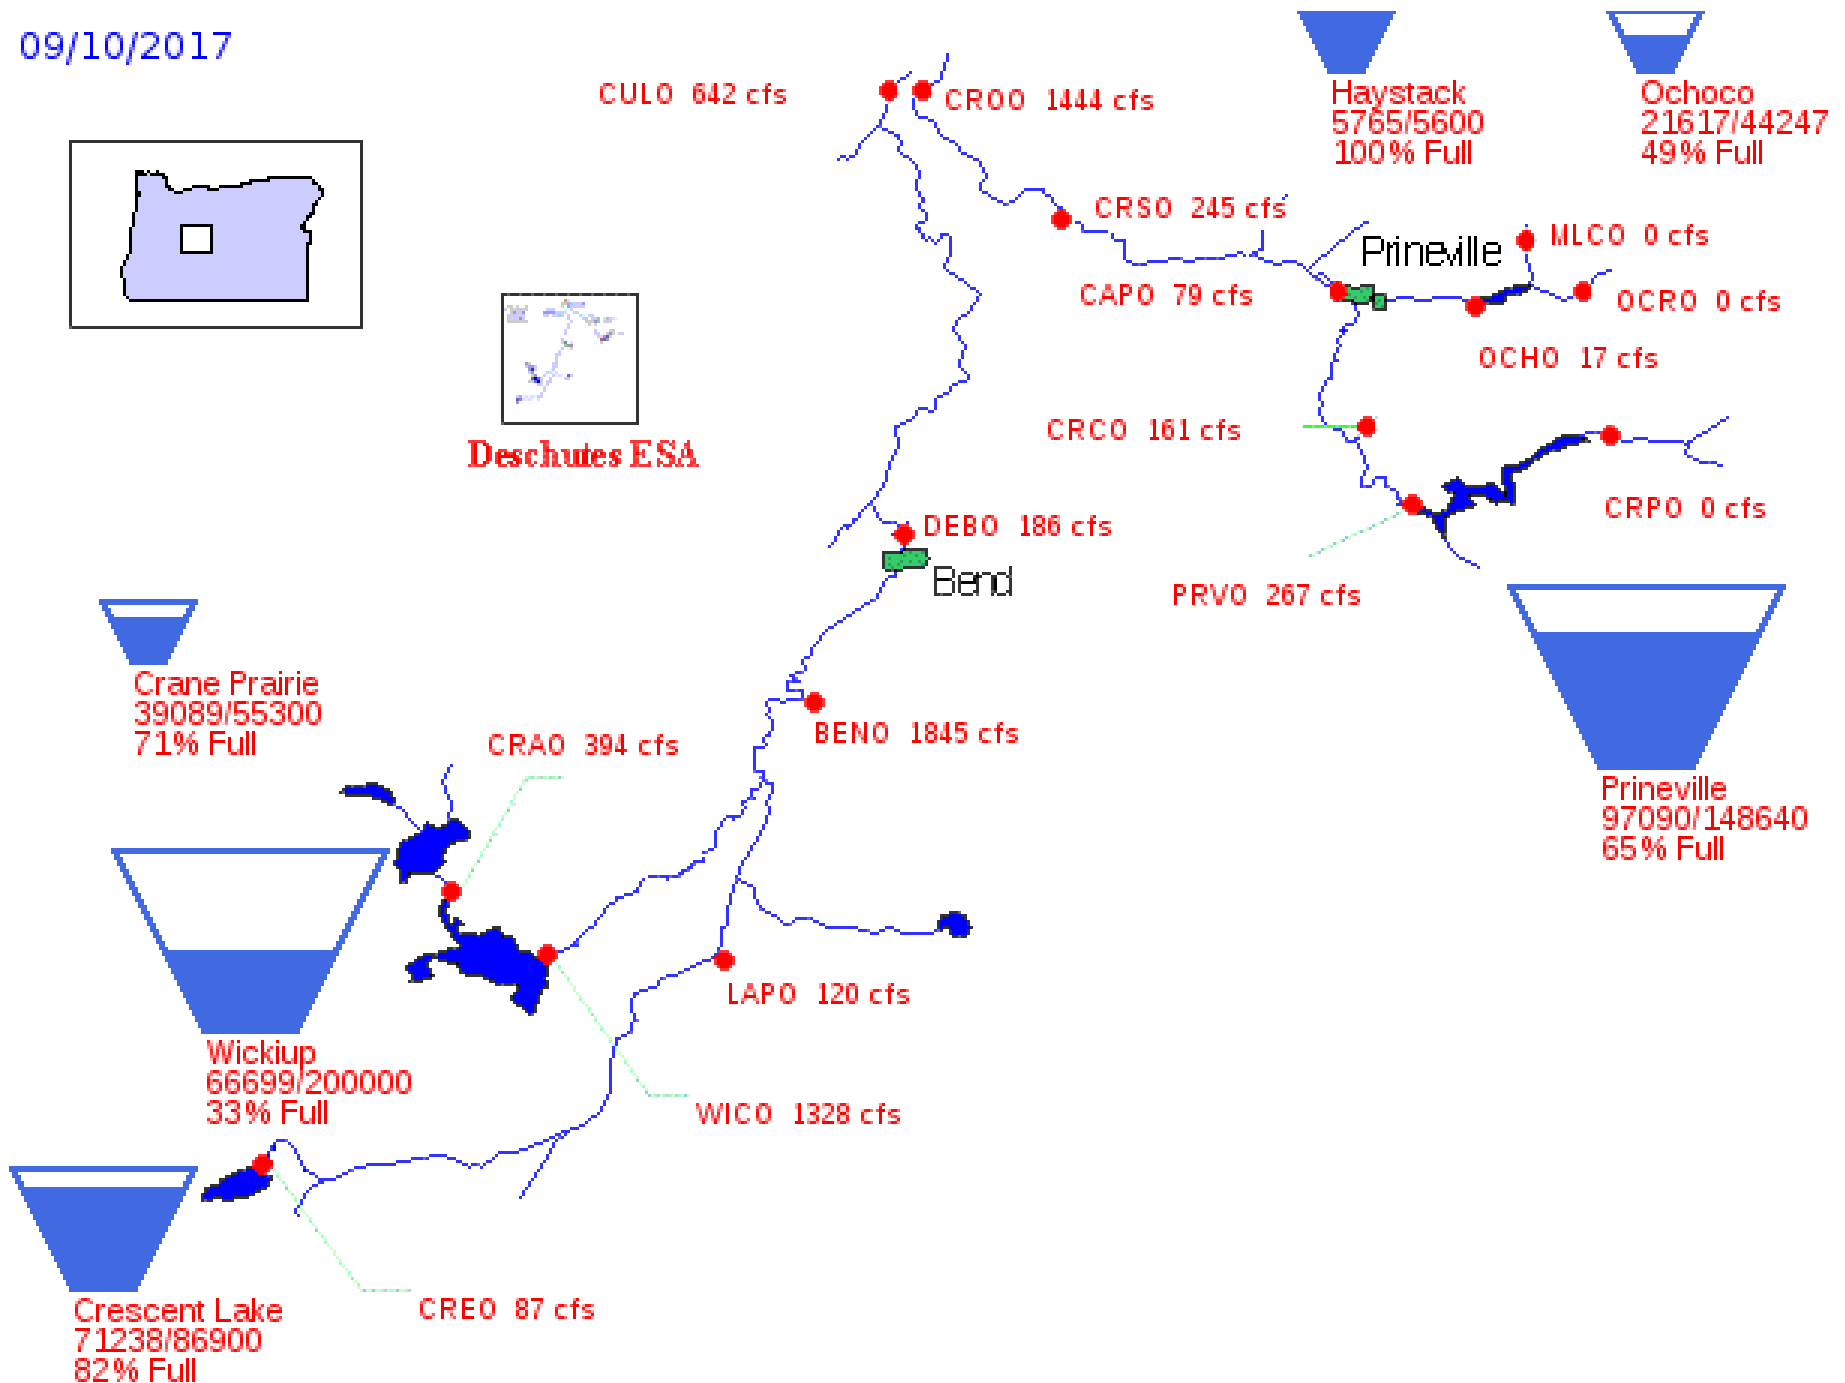 09/10/2017
CULO 642 cfs
CROO 1444 cfs
Haystack
5765/5600
100% Full
Ochoco
21617/44247
49% Full
CRSO 245 cfs
MLCO 0 cfs
Prineville
CAPO 79 cfs
OCRO 0 cfs
OCHO 17 cfs
CRCO 161 cfs
Deschutes ESA
CRPO 0 cfs
DEBO 186 cfs
Bend
PRVO 267 cfs
Crane Prairie
39089/55300
71% Full
BENO 1845 cfs
CRAO 394 cfs
Prineville
97090/148640
65% Full
LAPO 120 cfs
Wickiup
66699/200000
33% Full
WICO 1328 cfs
CREO 87 cfs
Crescent Lake
71238/86900
82% Full